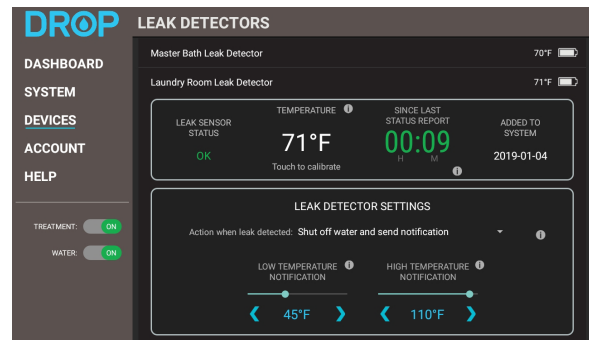 DROP
LEAK DETECTORS
Master Bath Leak Detector 70°F
Laundry Room Leak Detector 71°F
DASHBOARD
SYSTEM
DEVICES
ACCOUNT
HELP
TREATMENT: ON
WATER: ON
LEAK SENSOR
STATUS
OK
TEMPERATURE i
71°F
Touch to calibrate
SINCE LAST
STATUS REPORT
00:09
H M
i
ADDED TO
SYSTEM
2019-01-04
LEAK DETECTOR SETTINGS
Action when leak detected: Shut off water and send notification i
LOW TEMPERATURE i
NOTIFICATION
45°F
HIGH TEMPERATURE i
NOTIFICATION
110°F